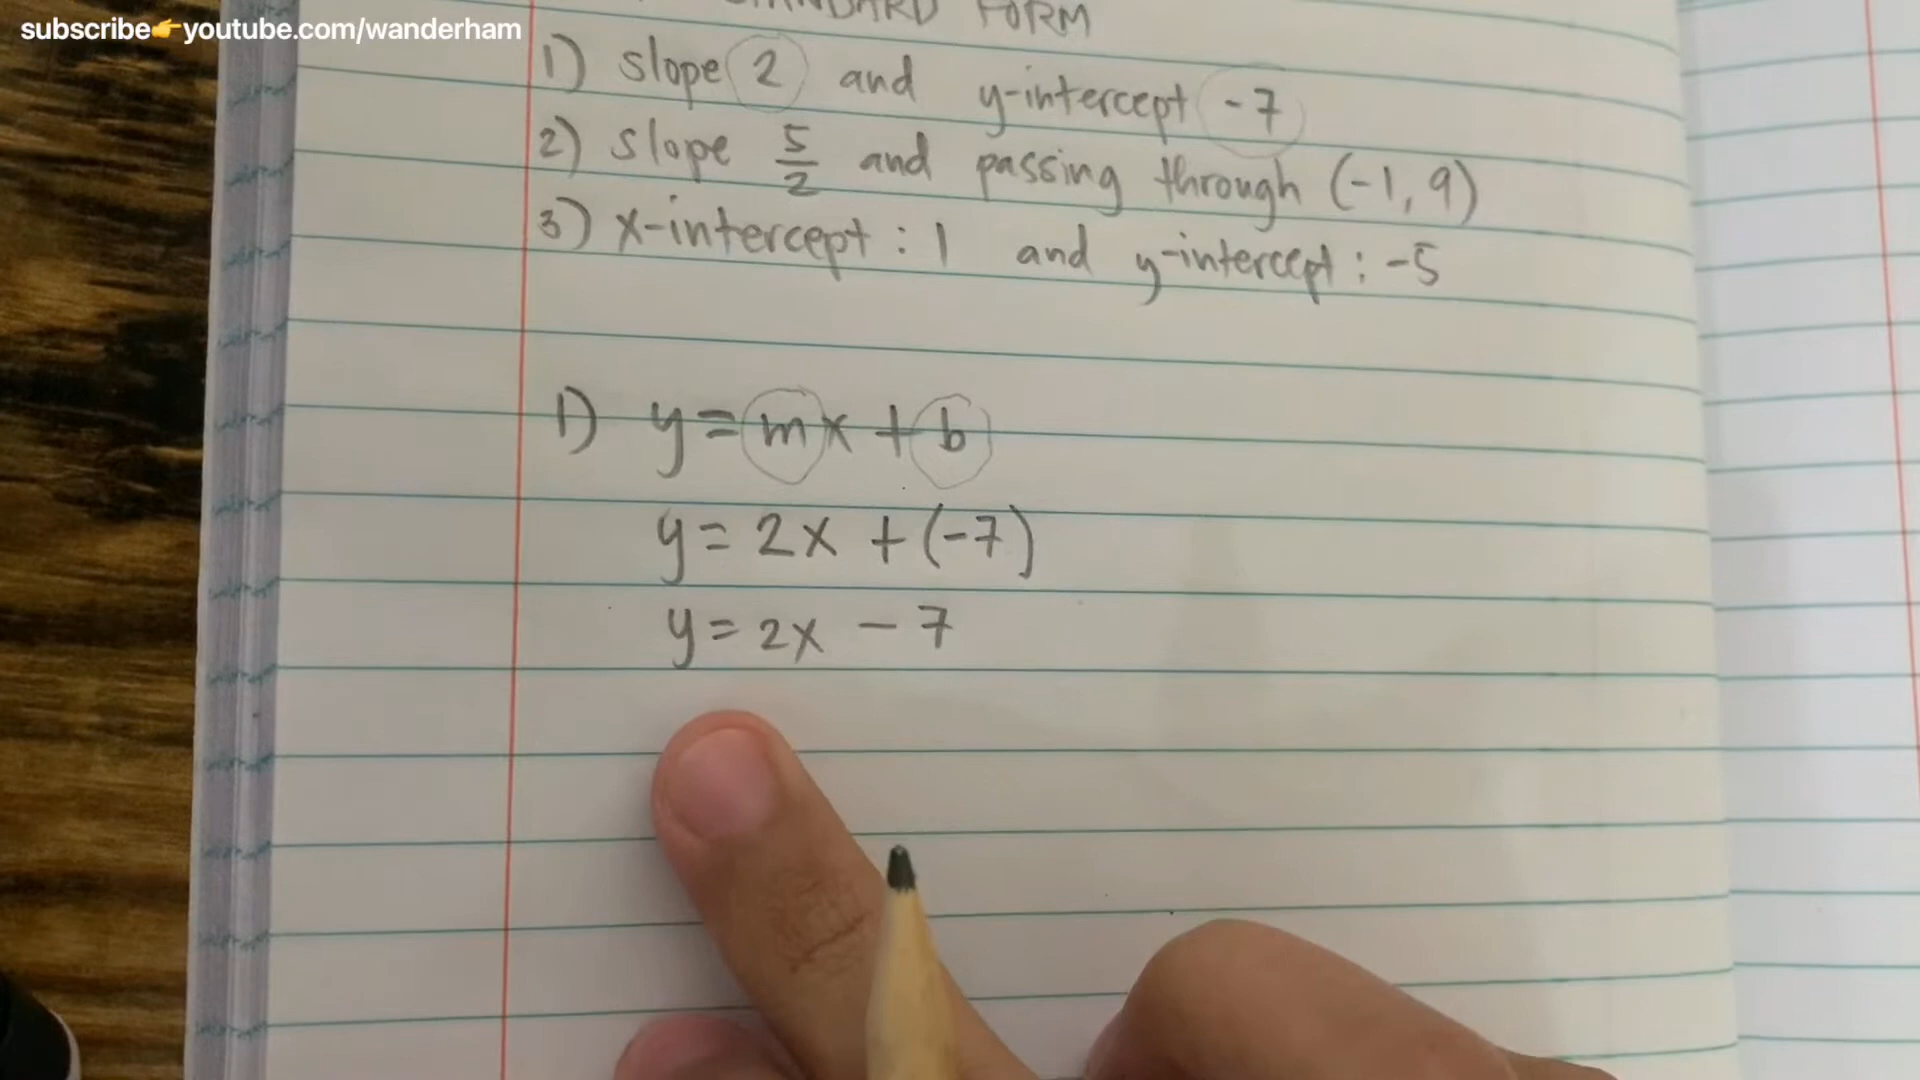 subscribe👉youtube.com/wanderham
STANDARD FORM
1) slope 2 and y-intercept -7
2) slope 5/2 and passing through (-1, 9)
3) x-intercept : 1 and y-intercept : -5
1) y = mx + b
y = 2x + (-7)
y = 2x - 7